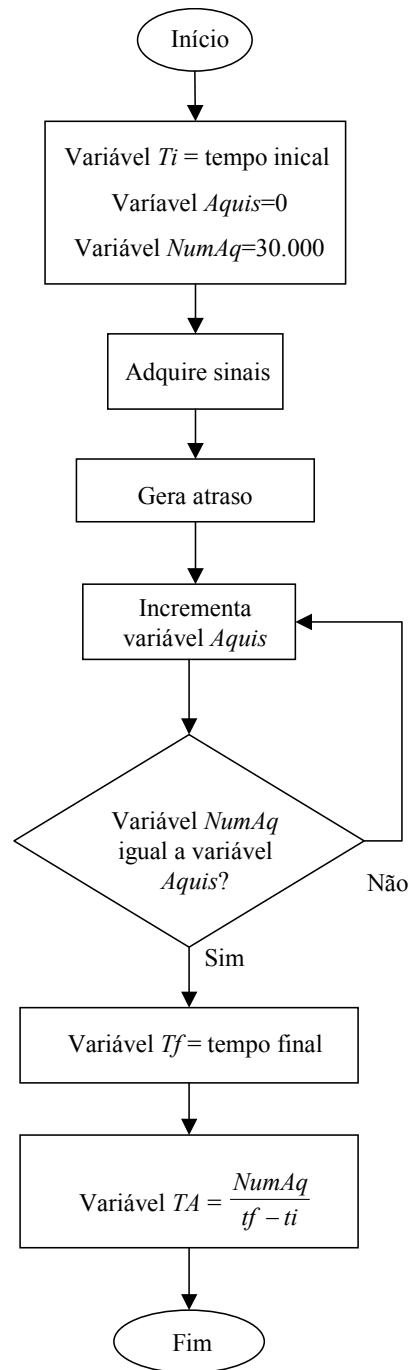 Início
Variável Ti = tempo inical
Varíavel Aquis=0
Variável NumAq=30.000
Adquire sinais
Gera atraso
Incrementa
variável Aquis
Variável NumAq
igual a variável
Aquis?
Não
Sim
Variável Tf = tempo final
Variável TA = NumAq / tf – ti
Fim